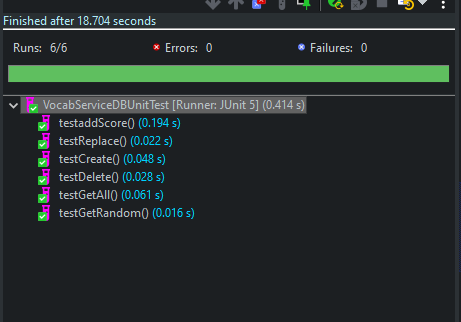 Finished after 18.704 seconds
Runs: 6/6 Errors: 0 Failures: 0
VocabServiceDBUnitTest [Runner: JUnit 5] (0.414 s)
testaddScore() (0.194 s)
testReplace() (0.022 s)
testCreate() (0.048 s)
testDelete() (0.028 s)
testGetAll() (0.061 s)
testGetRandom() (0.016 s)